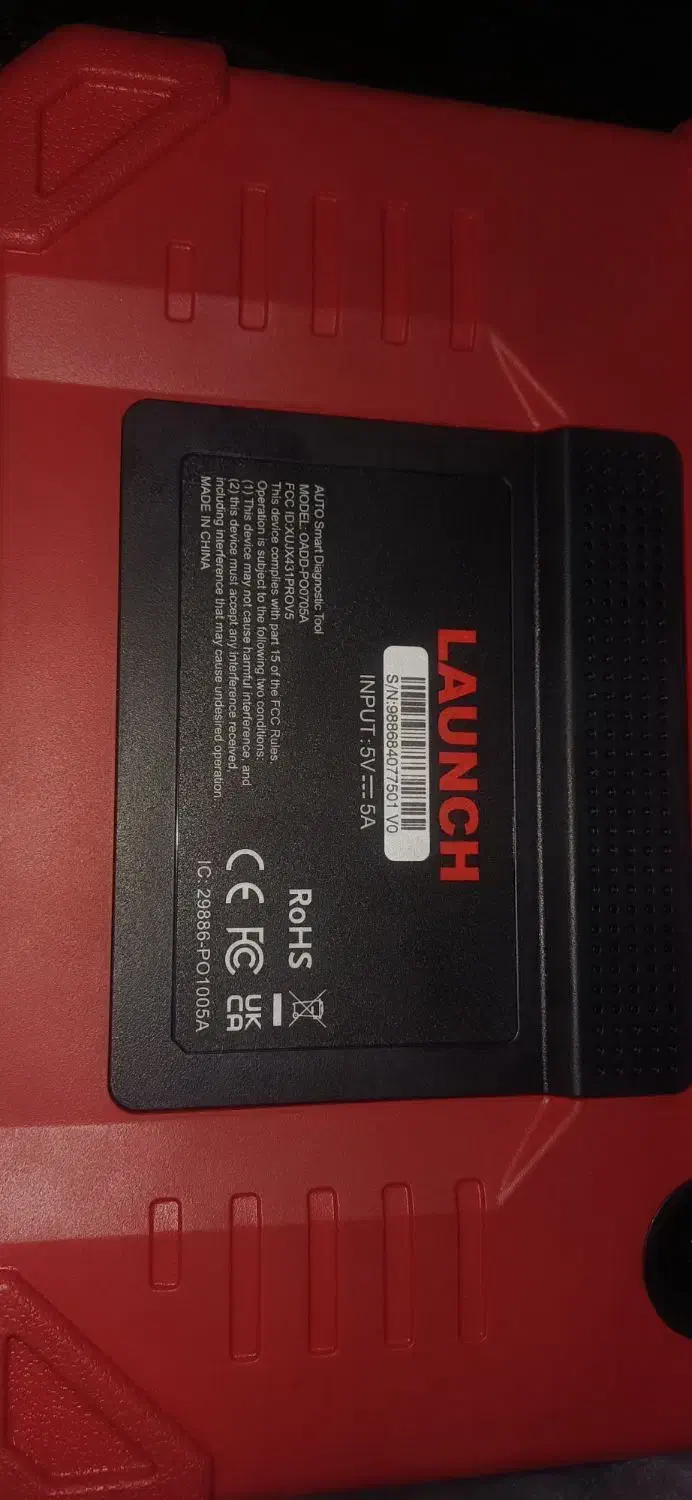 LAUNCH
S/N:988684077501 V0
INPUT : 5V 5A
AUTO Smart Diagnostic Tool
MODEL: OADD-PO0705A
FCC ID:XUJX431PROV5
This device complies with part 15 of the FCC Rules.
Operation is subject to the following two conditions:
(1) This device may not cause harmful interference, and
(2) this device must accept any interference received,
including interference that may cause undesired operation
MADE IN CHINA
RoHS
CE FC UK
CA
IC: 29886-PO1005A